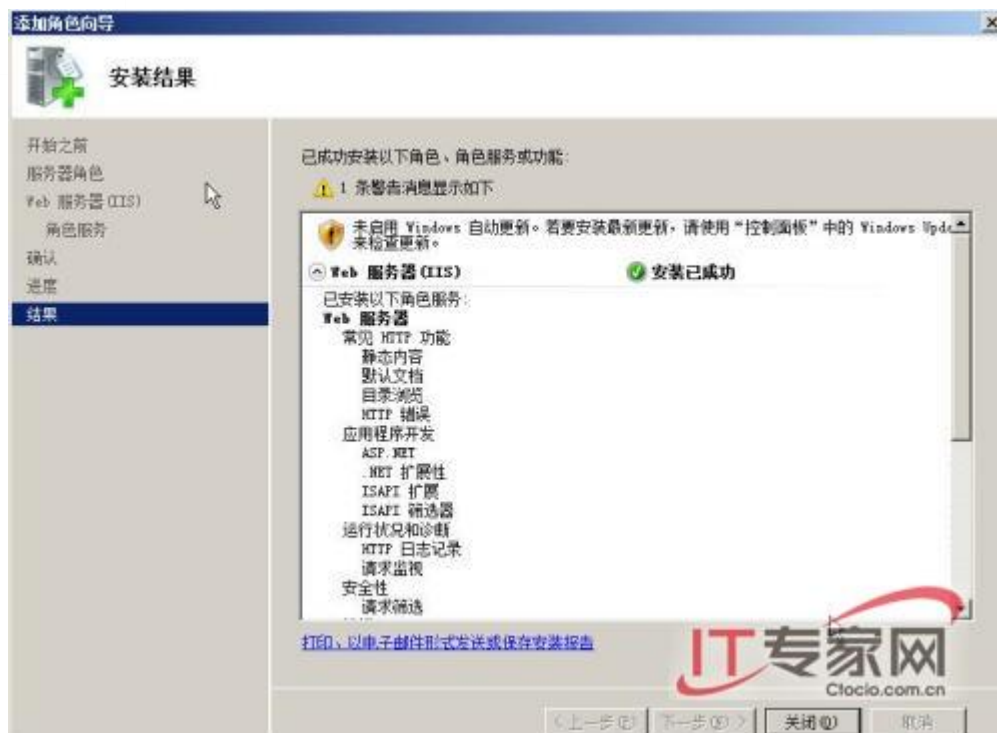 添加角色向导
安装结果
开始之前
服务器角色
Web 服务器(IIS)
角色服务
确认
进度
结果
已成功安装以下角色、角色服务或功能:
1 条警告消息显示如下
未启用 Windows 自动更新。若要安装最新更新，请使用“控制面板”中的 Windows Upda
来检查更新。
Web 服务器(IIS)
安装已成功
已安装以下角色服务:
Web 服务器
常见 HTTP 功能
静态内容
默认文档
目录浏览
HTTP 错误
应用程序开发
ASP.NET
.NET 扩展性
ISAPI 扩展
ISAPI 筛选器
运行状况和诊断
HTTP 日志记录
请求监视
安全性
请求筛选
打印、以电子邮件形式发送或保存安装报告
IT专家网
Ctocio.com.cn
<上一步(P)
下一步(N)>
关闭(O)
取消